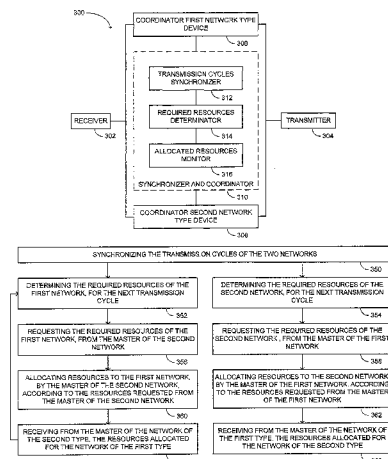 300
COORDINATOR FIRST NETWORK TYPE
DEVICE
308
TRANSMISSION CYCLES
SYNCHRONIZER
312
REQUIRED RESOURCES
DETERMINATOR
314
RECEIVER
302
TRANSMITTER
304
ALLOCATED RESOURCES
MONITOR
316
SYNCHRONIZER AND COORDINATOR
310
COORDINATOR SECOND NETWORK
TYPE DEVICE
SYNCHRONIZING THE TRANSMISSION CYCLES OF THE TWO NETWORKS
350
DETERMINING THE REQUIRED RESOURCES OF THE
FIRST NETWORK, FOR THE NEXT TRANSMISSION
CYCLE
352
DETERMINING THE REQUIRED RESOURCES OF THE
SECOND NETWORK, FOR THE NEXT TRANSMISSION
CYCLE
354
REQUESTING THE REQUIRED RESOURCES OF THE
FIRST NETWORK, FROM THE MASTER OF THE SECOND
NETWORK
REQUESTING THE REQUIRED RESOURCES OF THE
SECOND NETWORK, FROM THE MASTER OF THE FIRST
NETWORK
ALLOCATING RESOURCES TO THE FIRST NETWORK,
BY THE MASTER OF THE SECOND NETWORK,
ACCORDING TO THE RESOURCES REQUESTED FROM
THE MASTER OF THE SECOND NETWORK
360
ALLOCATING RESOURCES TO THE SECOND NETWORK,
BY THE MASTER OF THE FIRST NETWORK, ACCORDING
TO THE RESOURCES REQUESTED FROM THE MASTER
OF THE FIRST NETWORK
362
RECEIVING FROM THE MASTER OF THE NETWORK OF
THE SECOND TYPE, THE RESOURCES ALLOCATED
FOR THE NETWORK OF THE FIRST TYPE
RECEIVING FROM THE MASTER OF THE NETWORK OF
THE FIRST TYPE, THE RESOURCES ALLOCATED FOR
THE NETWORK OF THE SECOND TYPE